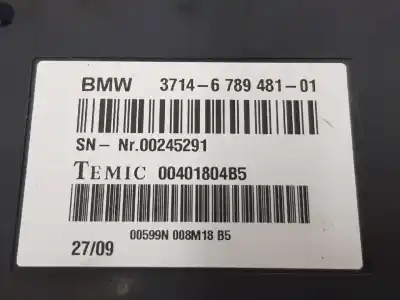 BMW 3714-6 789 481-01
SN- Nr.00245291
TEMIC 00401804B5
00599N 008M18 B5
27/09